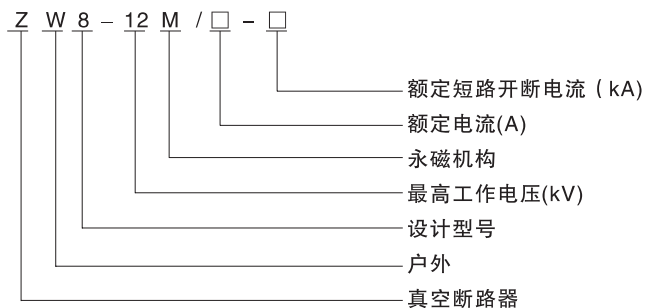 Z W 8 – 12 M / □ – □
额定短路开断电流（kA)
额定电流(A)
永磁机构
最高工作电压(kV)
设计型号
户外
真空断路器